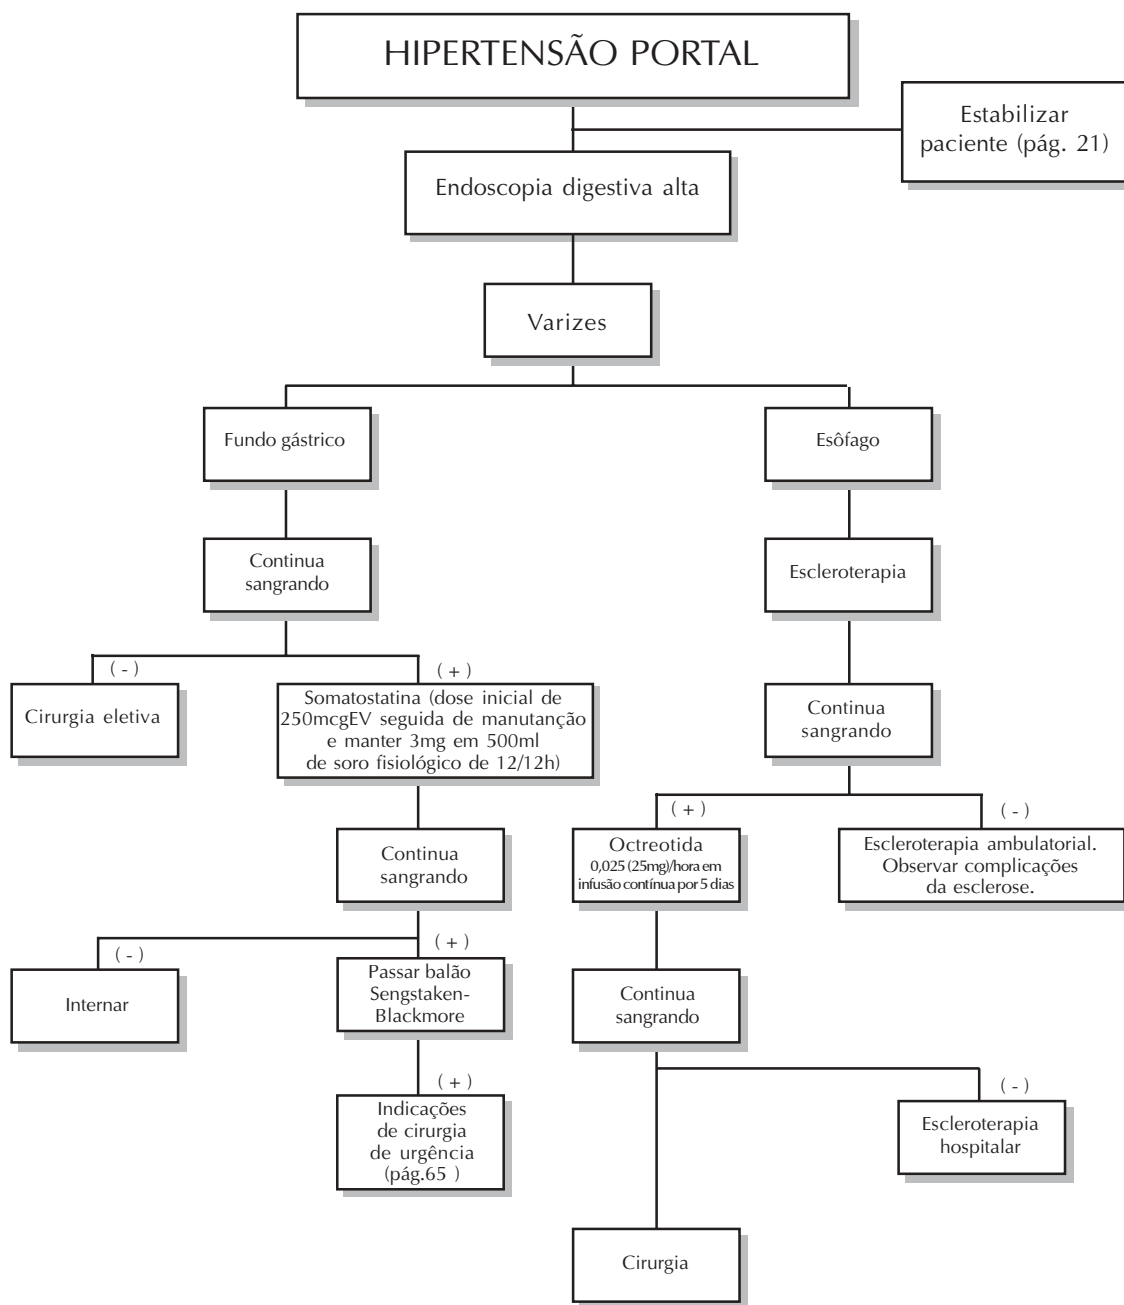 HIPERTENSÃO PORTAL
Estabilizar
paciente (pág. 21)
Endoscopia digestiva alta
Varizes
Fundo gástrico
Esôfago
Continua
sangrando
Escleroterapia
( - )
( + )
Cirurgia eletiva
Somatostatina (dose inicial de
250mcgEV seguida de manutanção
e manter 3mg em 500ml
de soro fisiológico de 12/12h)
Continua
sangrando
( + )
( - )
Continua
sangrando
Octreotida
0,025 (25mg)/hora em
infusão contínua por 5 dias
Escleroterapia ambulatorial.
Observar complicações
da esclerose.
( - )
( + )
Internar
Passar balão
Sengstaken-
Blackmore
Continua
sangrando
( + )
( - )
Indicações
de cirurgia
de urgência
(pág.65 )
Escleroterapia
hospitalar
Cirurgia